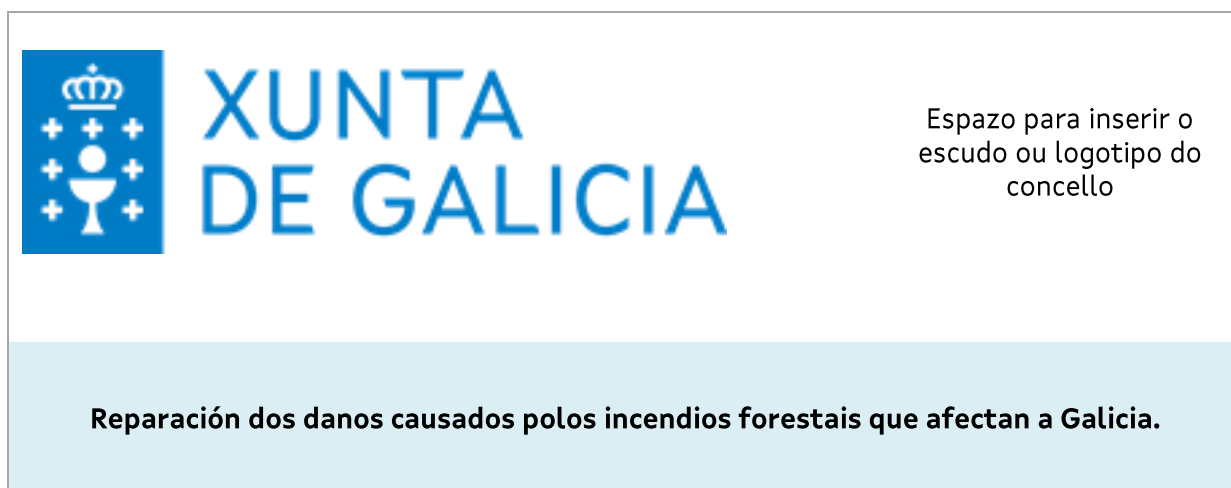 XUNTA
DE GALICIA
Espazo para inserir o
escudo ou logotipo do
concello
Reparación dos danos causados polos incendios forestais que afectan a Galicia.